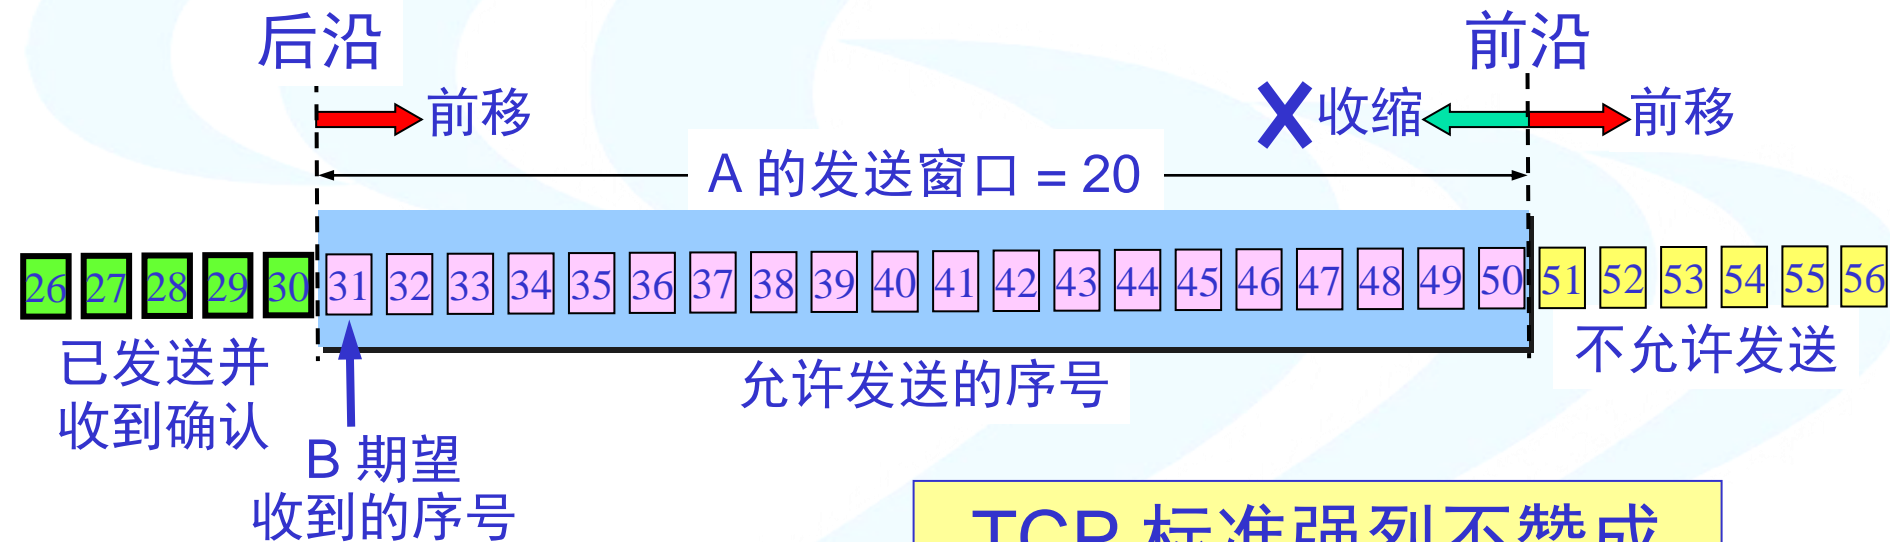 后沿
前沿
前移
收缩
前移
A 的发送窗口 = 20
26 27 28 29 30 31 32 33 34 35 36 37 38 39 40 41 42 43 44 45 46 47 48 49 50 51 52 53 54 55 56
已发送并
收到确认
允许发送的序号
不允许发送
B 期望
收到的序号
TCP 标准强烈不赞成